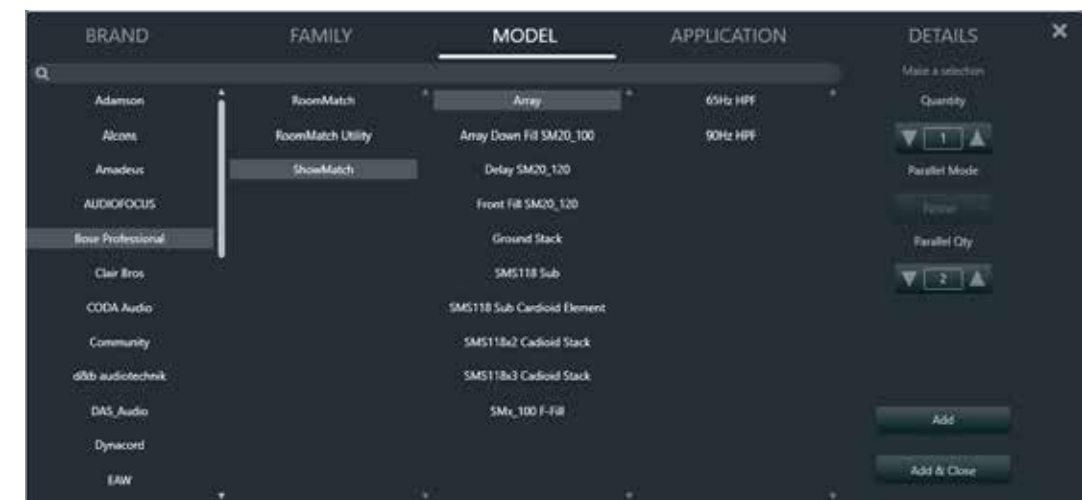 BRAND FAMILY MODEL APPLICATION DETAILS
Make a selection
Adamson RoomMatch Array 65Hz HPF Quantity
Alcons RoomMatch Utility Array Down Fill SM20_100 90Hz HPF 1
Amadeus ShowMatch Delay SM20_120 Parallel Mode
AUDIOFOCUS Front Fill SM20_120
Bose Professional Ground Stack Parallel Qty
Clair Bros SMS118 Sub 2
CODA Audio SMS118 Sub Cardioid Element
Community SMS118x2 Cadioid Stack
d&b audiotechnik SMS118x3 Cadioid Stack
DAS_Audio SMx_100 F-Fill Add
Dynacord
EAW Add & Close